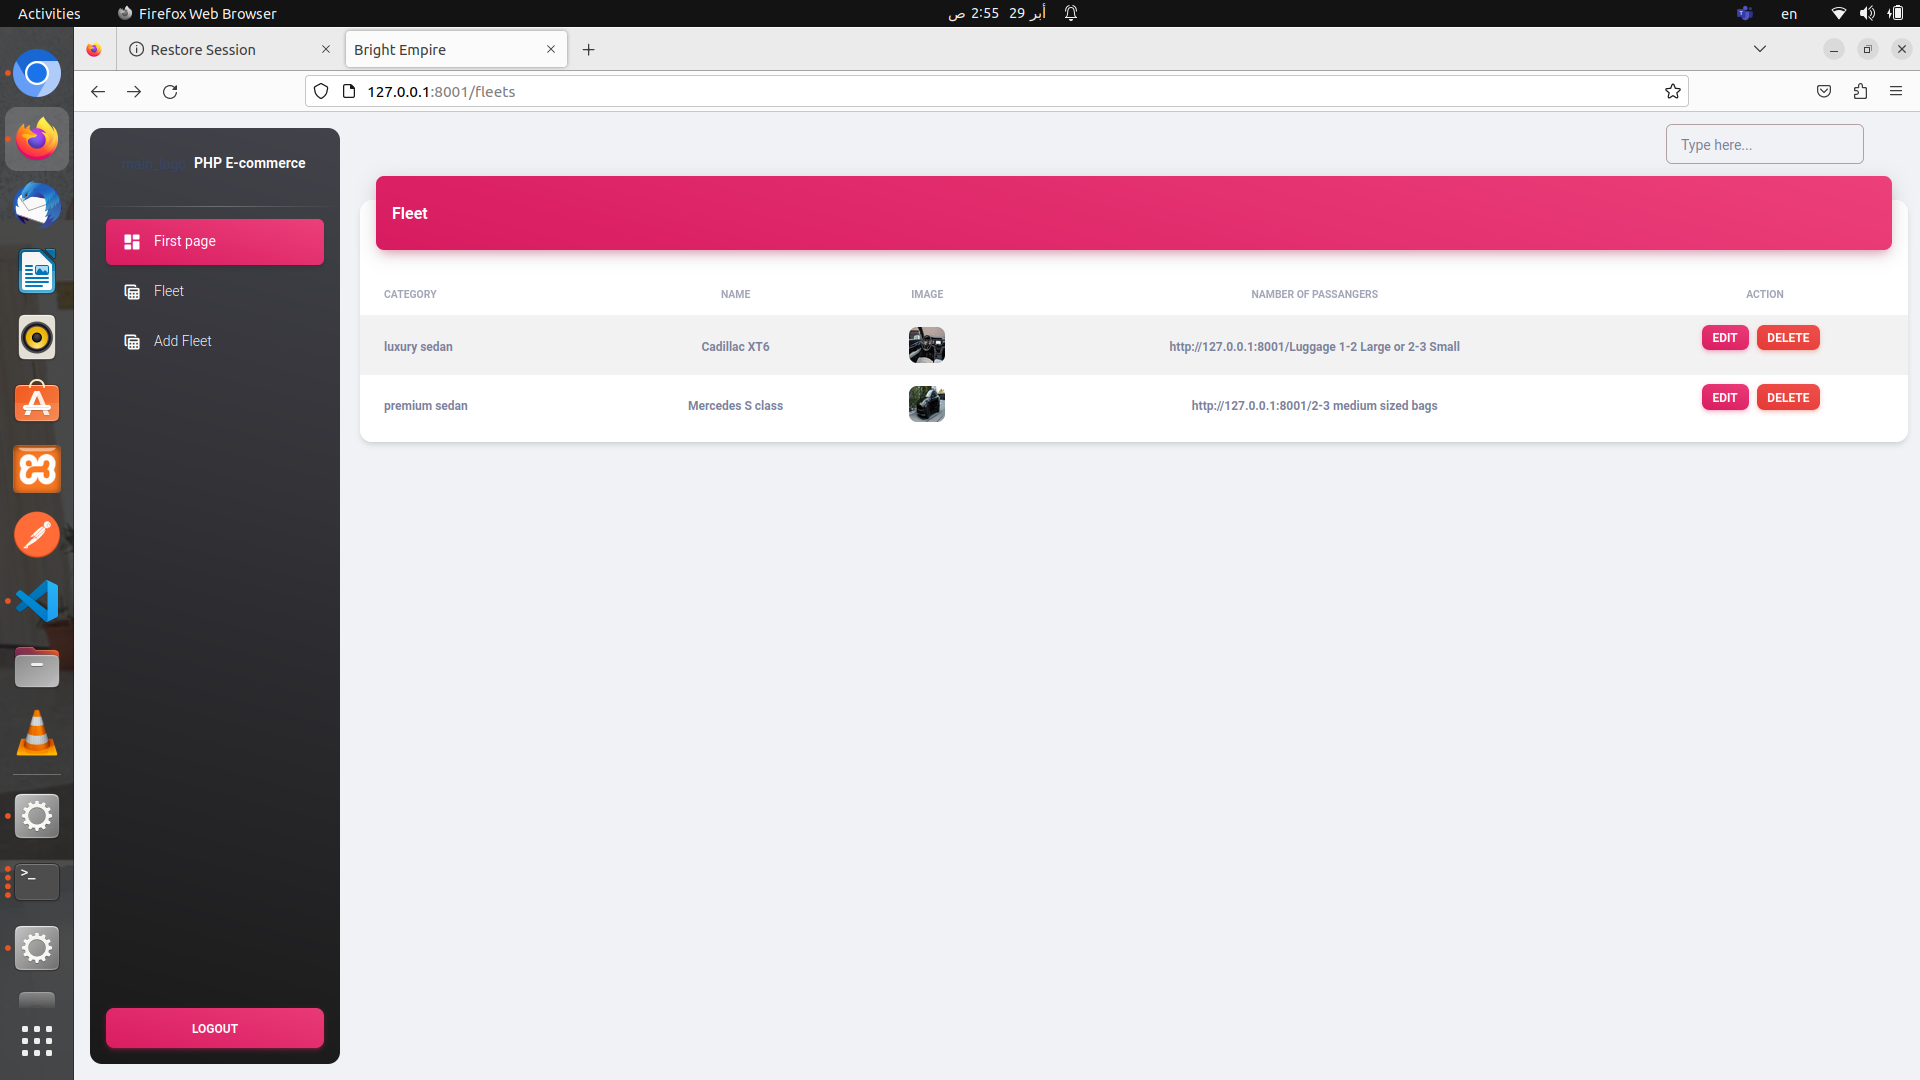 Activities
Firefox Web Browser
أبر 29 2:55 ص
en
Restore Session
Bright Empire
127.0.0.1:8001/fleets
main_logo PHP E-commerce
Type here...
First page
Fleet
Add Fleet
LOGOUT
Fleet
CATEGORY NAME IMAGE NAMBER OF PASSANGERS ACTION
luxury sedan Cadillac XT6 http://127.0.0.1:8001/Luggage 1-2 Large or 2-3 Small EDIT DELETE
premium sedan Mercedes S class http://127.0.0.1:8001/2-3 medium sized bags EDIT DELETE